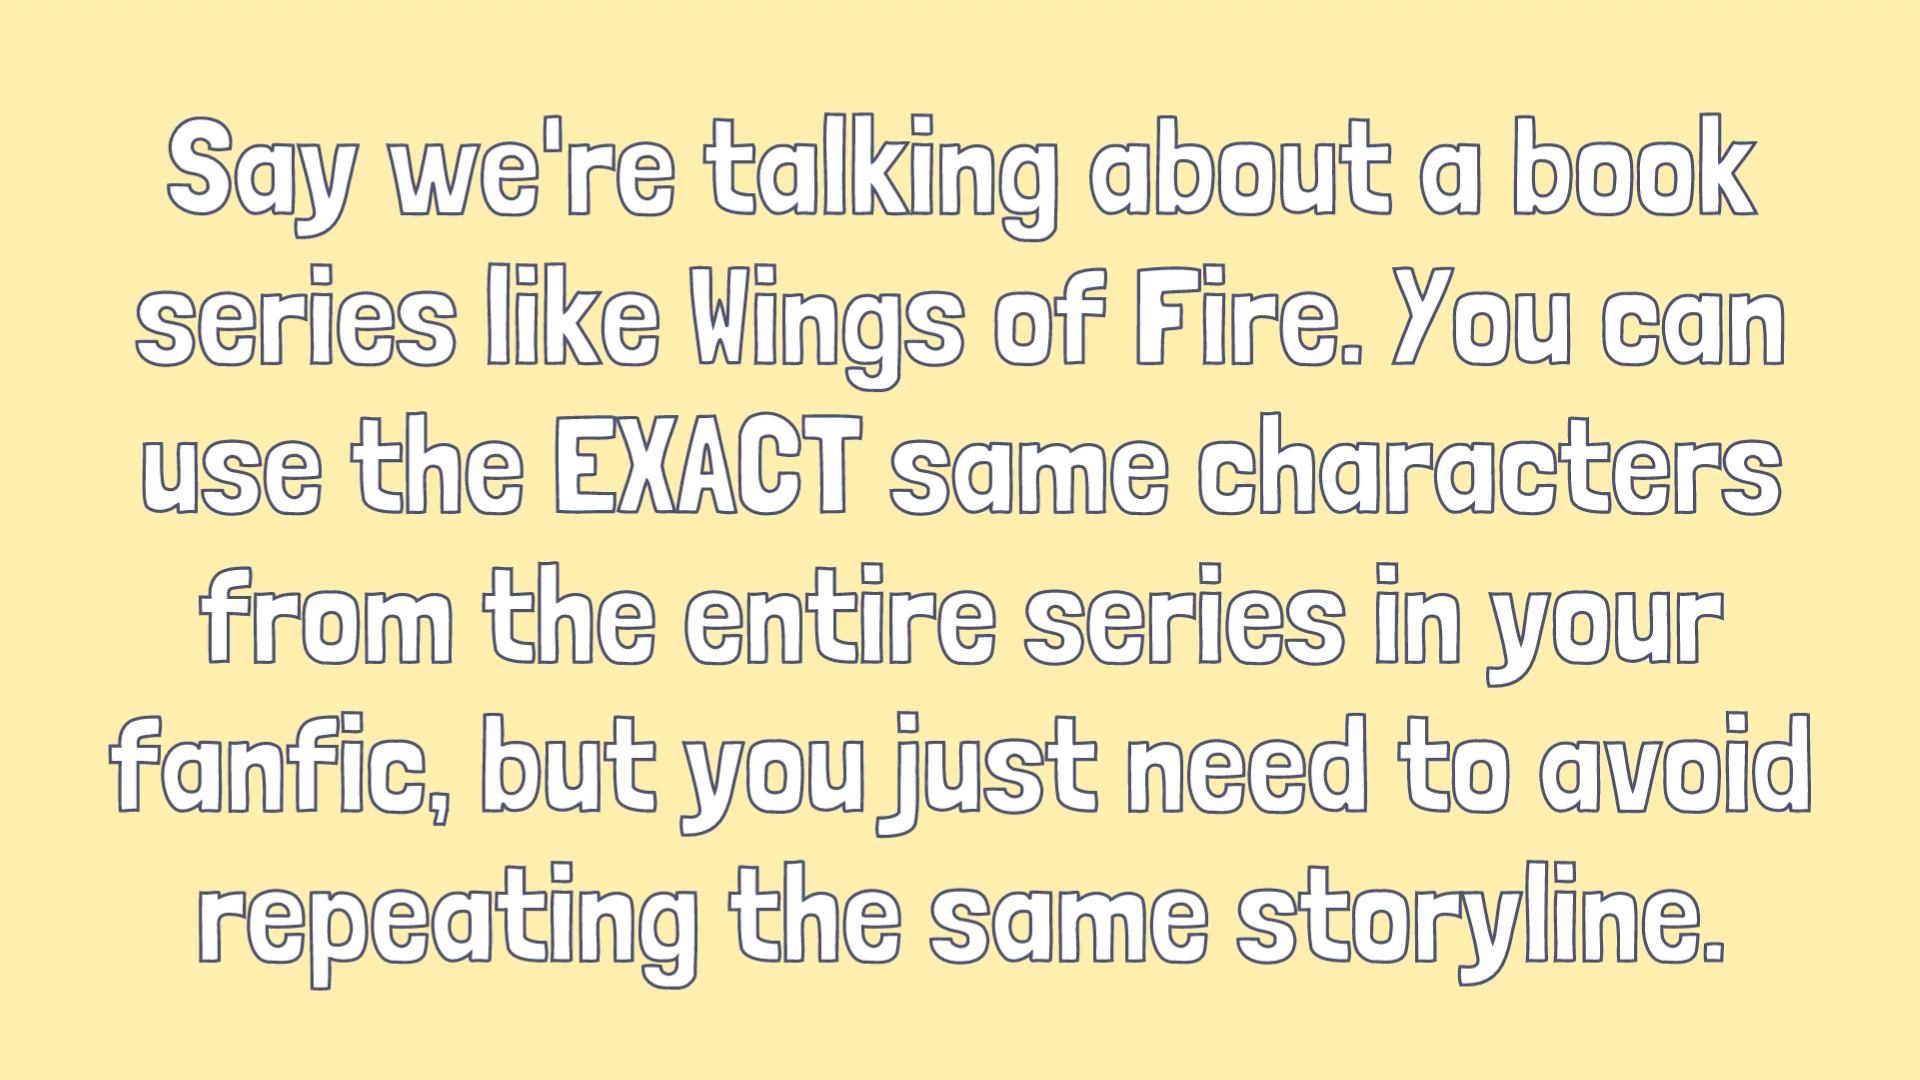 Say we're talking about a book
series like Wings of Fire. You can
use the EXACT same characters
from the entire series in your
fanfic, but you just need to avoid
repeating the same storyline.